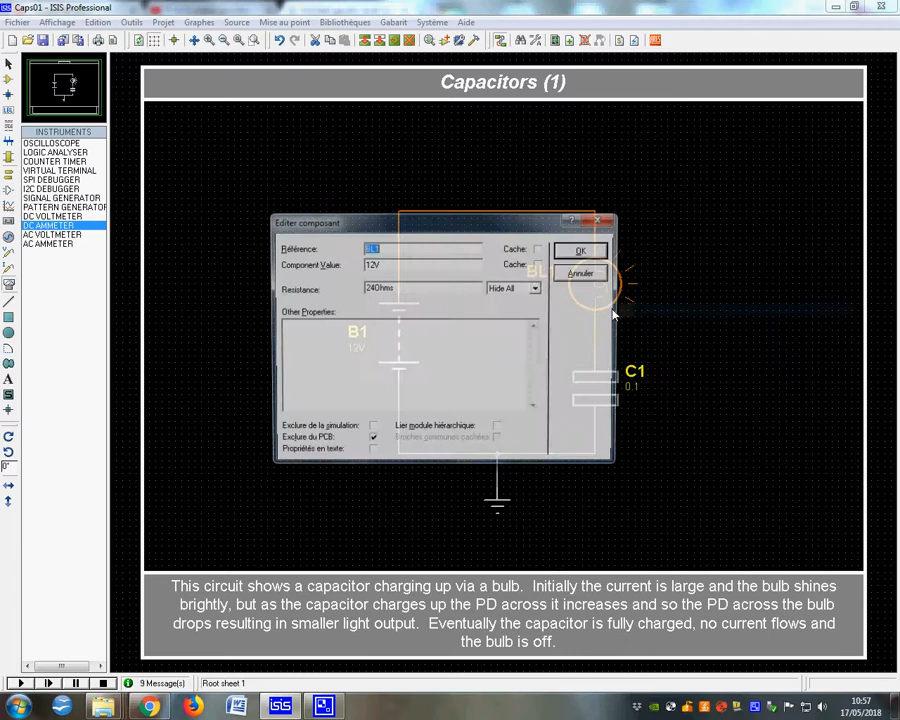 Caps01 - ISIS Professional
Fichier Affichage Edition Outils Projet Graphes Source Mise au point Bibliothèques Gabarit Système Aide
Capacitors (1)
INSTRUMENTS
OSCILLOSCOPE
LOGIC ANALYSER
COUNTER TIMER
VIRTUAL TERMINAL
SPI DEBUGGER
I2C DEBUGGER
SIGNAL GENERATOR
PATTERN GENERATOR
DC VOLTMETER
DC AMMETER
AC VOLTMETER
AC AMMETER
Editer composant
Référence: BL1 Cache: OK
Component Value: 12V Cache: Annuler
Resistance: 24Ohms Hide All
Other Properties:
Exclure de la simulation: Lier module hiérarchique:
Exclure du PCB: Broches communes cachées
Propriétés en texte:
BL1
B1
12V
C1
0.1
0°
This circuit shows a capacitor charging up via a bulb. Initially the current is large and the bulb shines
brightly, but as the capacitor charges up the PD across it increases and so the PD across the bulb
drops resulting in smaller light output. Eventually the capacitor is fully charged, no current flows and
the bulb is off.
9 Message(s) Root sheet 1
10:57
17/05/2018